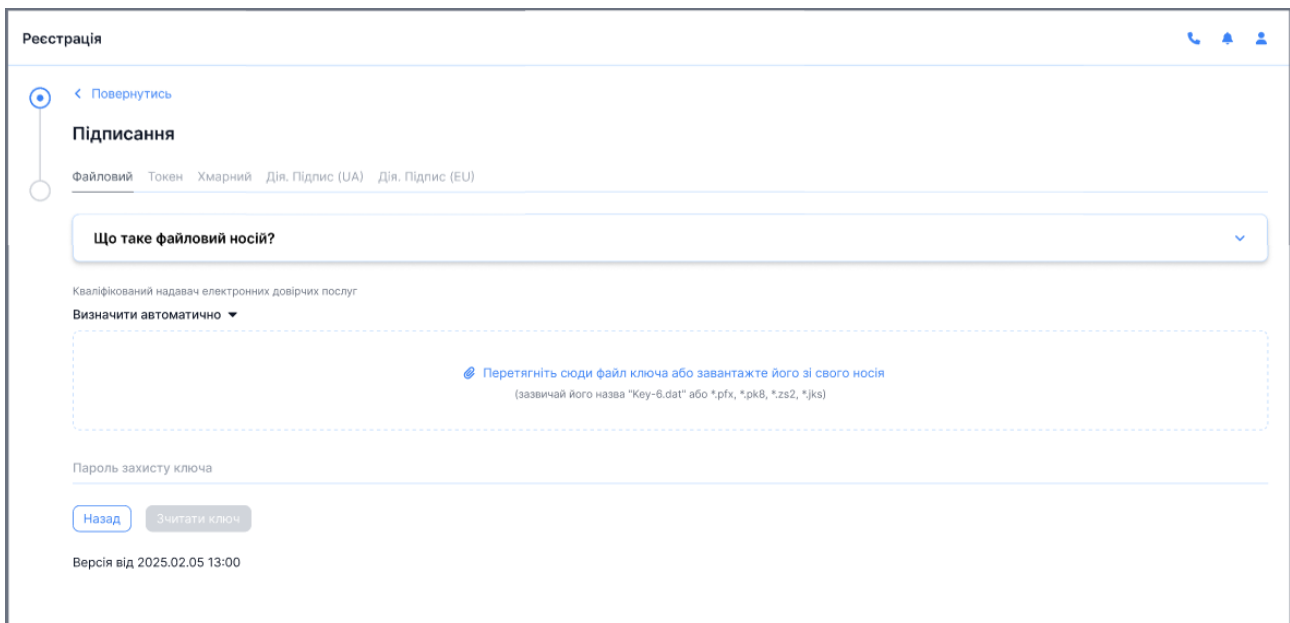 Реєстрація
Повернутись
Підписання
Файловий Токен Хмарний Дія. Підпис (UA) Дія. Підпис (EU)
Що таке файловий носій?
Кваліфікований надавач електронних довірчих послуг
Визначити автоматично
Перетягніть сюди файл ключа або завантажте його зі свого носія
(зазвичай його назва "Key-6.dat" або *.pfx, *.pk8, *.zs2, *.jks)
Пароль захисту ключа
Назад Зчитати ключ
Версія від 2025.02.05 13:00